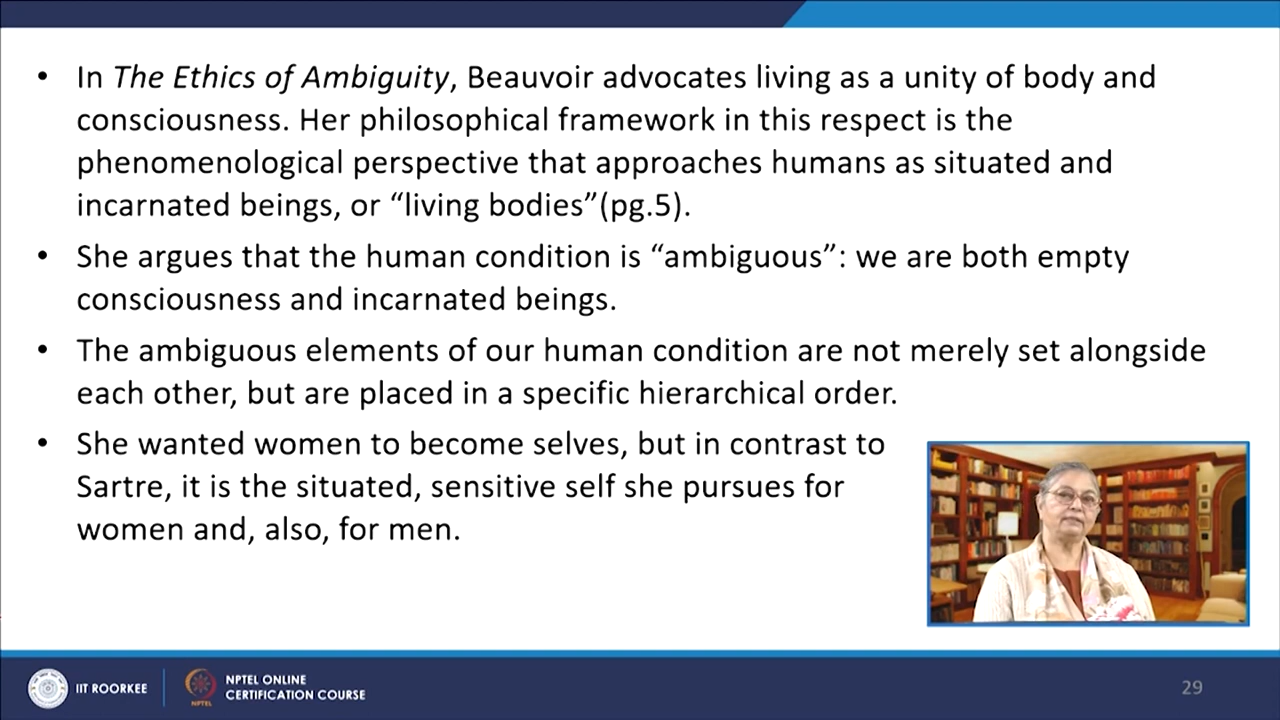 • In The Ethics of Ambiguity, Beauvoir advocates living as a unity of body and
consciousness. Her philosophical framework in this respect is the
phenomenological perspective that approaches humans as situated and
incarnated beings, or “living bodies”(pg.5).
• She argues that the human condition is “ambiguous”: we are both empty
consciousness and incarnated beings.
• The ambiguous elements of our human condition are not merely set alongside
each other, but are placed in a specific hierarchical order.
• She wanted women to become selves, but in contrast to
Sartre, it is the situated, sensitive self she pursues for
women and, also, for men.
IIT ROORKEE
NPTEL
NPTEL ONLINE
CERTIFICATION COURSE
29